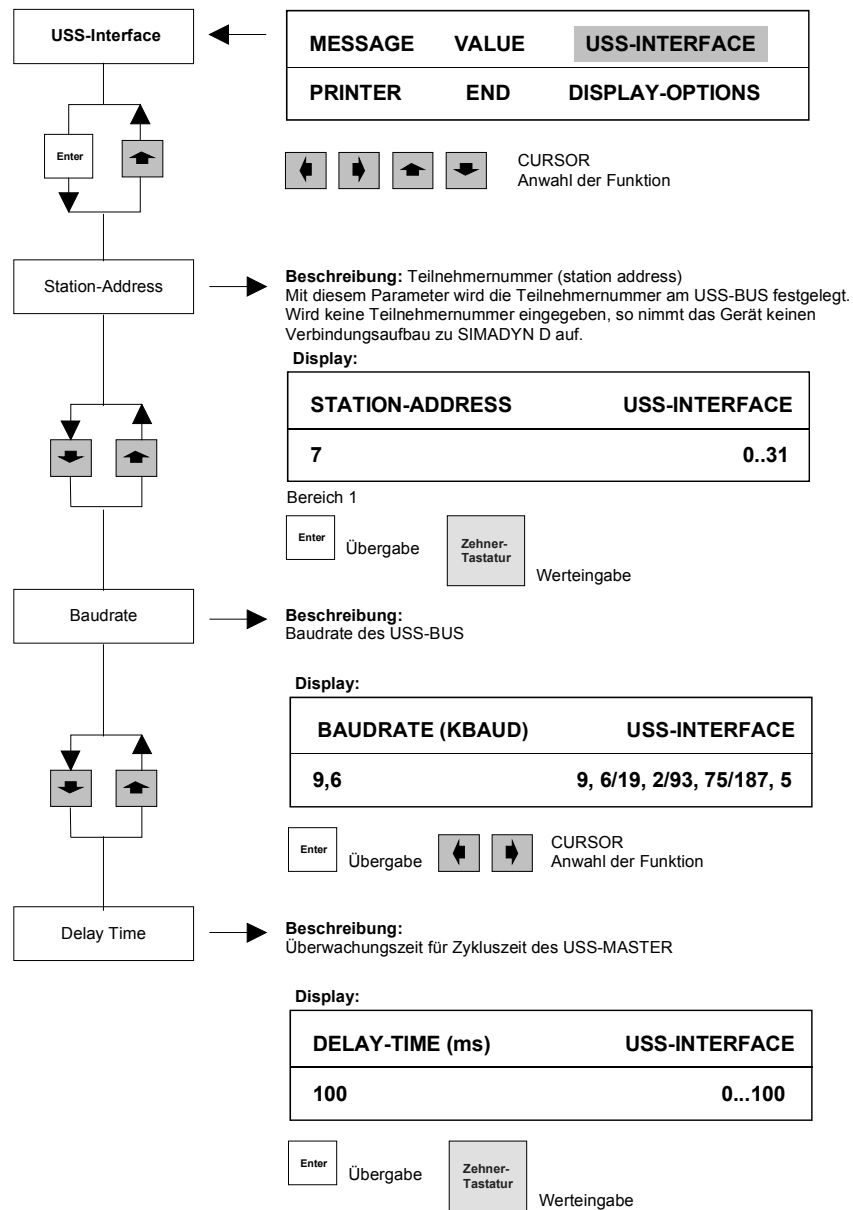 USS-Interface
MESSAGE VALUE USS-INTERFACE
PRINTER END DISPLAY-OPTIONS
Enter
CURSOR
Anwahl der Funktion
Station-Address
Beschreibung: Teilnehmernummer (station address)
Mit diesem Parameter wird die Teilnehmernummer am USS-BUS festgelegt.
Wird keine Teilnehmernummer eingegeben, so nimmt das Gerät keinen
Verbindungsaufbau zu SIMADYN D auf.
Display:
STATION-ADDRESS USS-INTERFACE
7 0..31
Bereich 1
Enter
Übergabe
Zehner-
Tastatur
Werteingabe
Baudrate
Beschreibung:
Baudrate des USS-BUS
Display:
BAUDRATE (KBAUD) USS-INTERFACE
9,6 9, 6/19, 2/93, 75/187, 5
Enter
Übergabe
CURSOR
Anwahl der Funktion
Delay Time
Beschreibung:
Überwachungszeit für Zykluszeit des USS-MASTER
Display:
DELAY-TIME (ms) USS-INTERFACE
100 0...100
Enter
Übergabe
Zehner-
Tastatur
Werteingabe